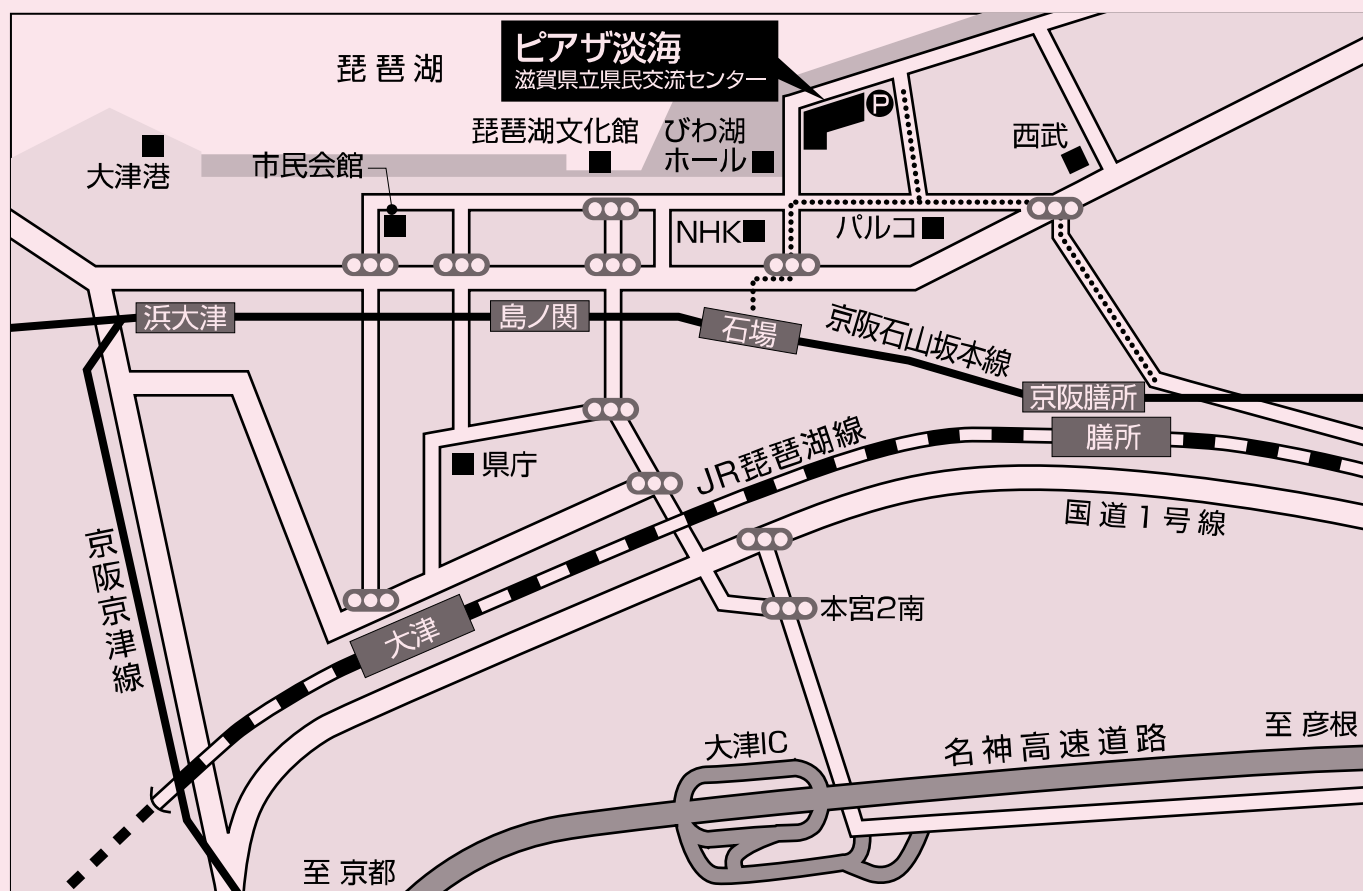 琵琶湖
ピアザ淡海
滋賀県立県民交流センター
P
大津港
市民会館
琵琶湖文化館
びわ湖
ホール
西武
NHK
パルコ
浜大津
島ノ関
石場
京阪石山坂本線
京阪膳所
膳所
県庁
JR琵琶湖線
国道1号線
京阪京津線
大津
本宮2南
大津IC
名神高速道路
至 彦根
至 京都